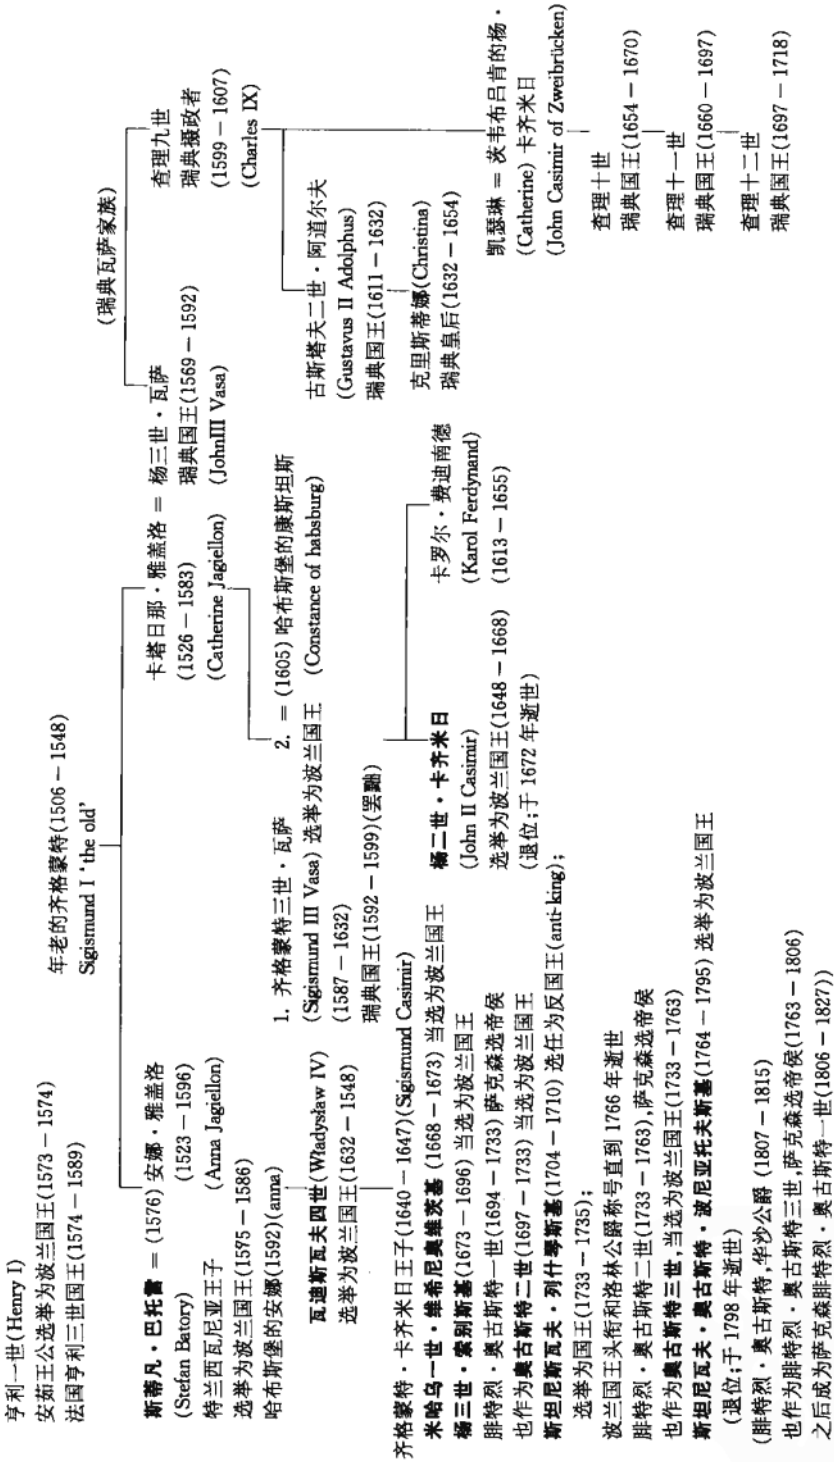 亨利一世(Henry I)
安茹王公选举为波兰国王(1573－1574)
法国亨利三世国王(1574－1589)
年老的齐格蒙特(1506－1548)
Sigismund I ‘the old’
(瑞典瓦萨家族)
斯蒂凡·巴托雷 = (1576) 安娜·雅盖洛
(Stefan Batory)
(1523－1596)
特兰西瓦尼亚王子
(Anna Jagiellon)
选举为波兰国王(1575－1586)
哈布斯堡的安娜(1592)(anna)
卡塔日那·雅盖洛 = 杨三世·瓦萨
(1526－1583)
瑞典国王(1569－1592)
(Catherine Jagiellon)
(JohnIII Vasa)
查理九世
瑞典摄政者
(1599－1607)
(Charles IX)
1. 齐格蒙特三世·瓦萨
2. = (1605) 哈布斯堡的康斯坦斯
(Sigismund III Vasa) 选举为波兰国王
(Constance of habsburg)
(1587－1632)
瑞典国王(1592－1599)(罢黜)
古斯塔夫二世·阿道尔夫
(Gustavus II Adolphus)
瑞典国王(1611－1632)
克里斯蒂娜(Christina)
瑞典皇后(1632－1654)
凯瑟琳 = 茨韦布吕肯的杨·
(Catherine) 卡齐米日
(John Casimir of Zweibrücken)
查理十世
瑞典国王(1654－1670)
查理十一世
瑞典国王(1660－1697)
查理十二世
瑞典国王(1697－1718)
瓦迪斯瓦夫四世(Władysław IV)
选举为波兰国王(1632－1548)
杨二世·卡齐米日
(John II Casimir)
选举为波兰国王(1648－1668)
(退位;于 1672 年逝世)
卡罗尔·费迪南德
(Karol Ferdynand)
(1613－1655)
齐格蒙特·卡齐米日王子(1640－1647)(Sigismund Casimir)
米哈乌一世·维希尼奥维茨基 (1668－1673) 当选为波兰国王
杨三世·索别斯基(1673－1696) 当选为波兰国王
腓特烈·奥古斯特一世(1694－1733) 萨克森选帝侯
也作为奥古斯特二世(1697－1733) 当选为波兰国王
斯坦尼斯瓦夫·列什琴斯基(1704－1710) 选任为反国王(anti-king);
选举为国王(1733－1735);
波兰国王头衔和洛林公爵称号直到 1766 年逝世
腓特烈·奥古斯特二世(1733－1763),萨克森选帝侯
也作为奥古斯特三世,当选为波兰国王(1733－1763)
斯坦尼瓦夫·奥古斯特·波尼亚托夫斯基(1764－1795) 选举为波兰国王
(退位;于 1798 年逝世)
(腓特烈·奥古斯特,华沙公爵 (1807－1815)
也作为腓特烈·奥古斯特三世,萨克森选帝侯(1763－1806)
之后成为萨克森腓特烈·奥古斯特一世(1806－1827))